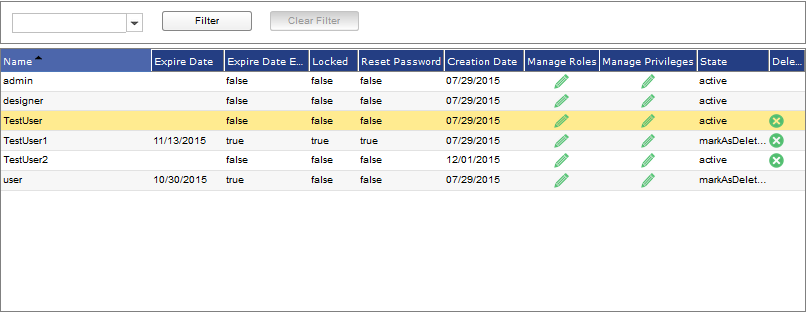 Filter Clear Filter
Name Expire Date Expire Date E... Locked Reset Password Creation Date Manage Roles Manage Privileges State Dele...
admin false false false 07/29/2015 active
designer false false false 07/29/2015 active
TestUser false false false 07/29/2015 active
TestUser1 11/13/2015 true true true 07/29/2015 markAsDelet...
TestUser2 false false false 12/01/2015 active
user 10/30/2015 true false false 07/29/2015 markAsDelet...